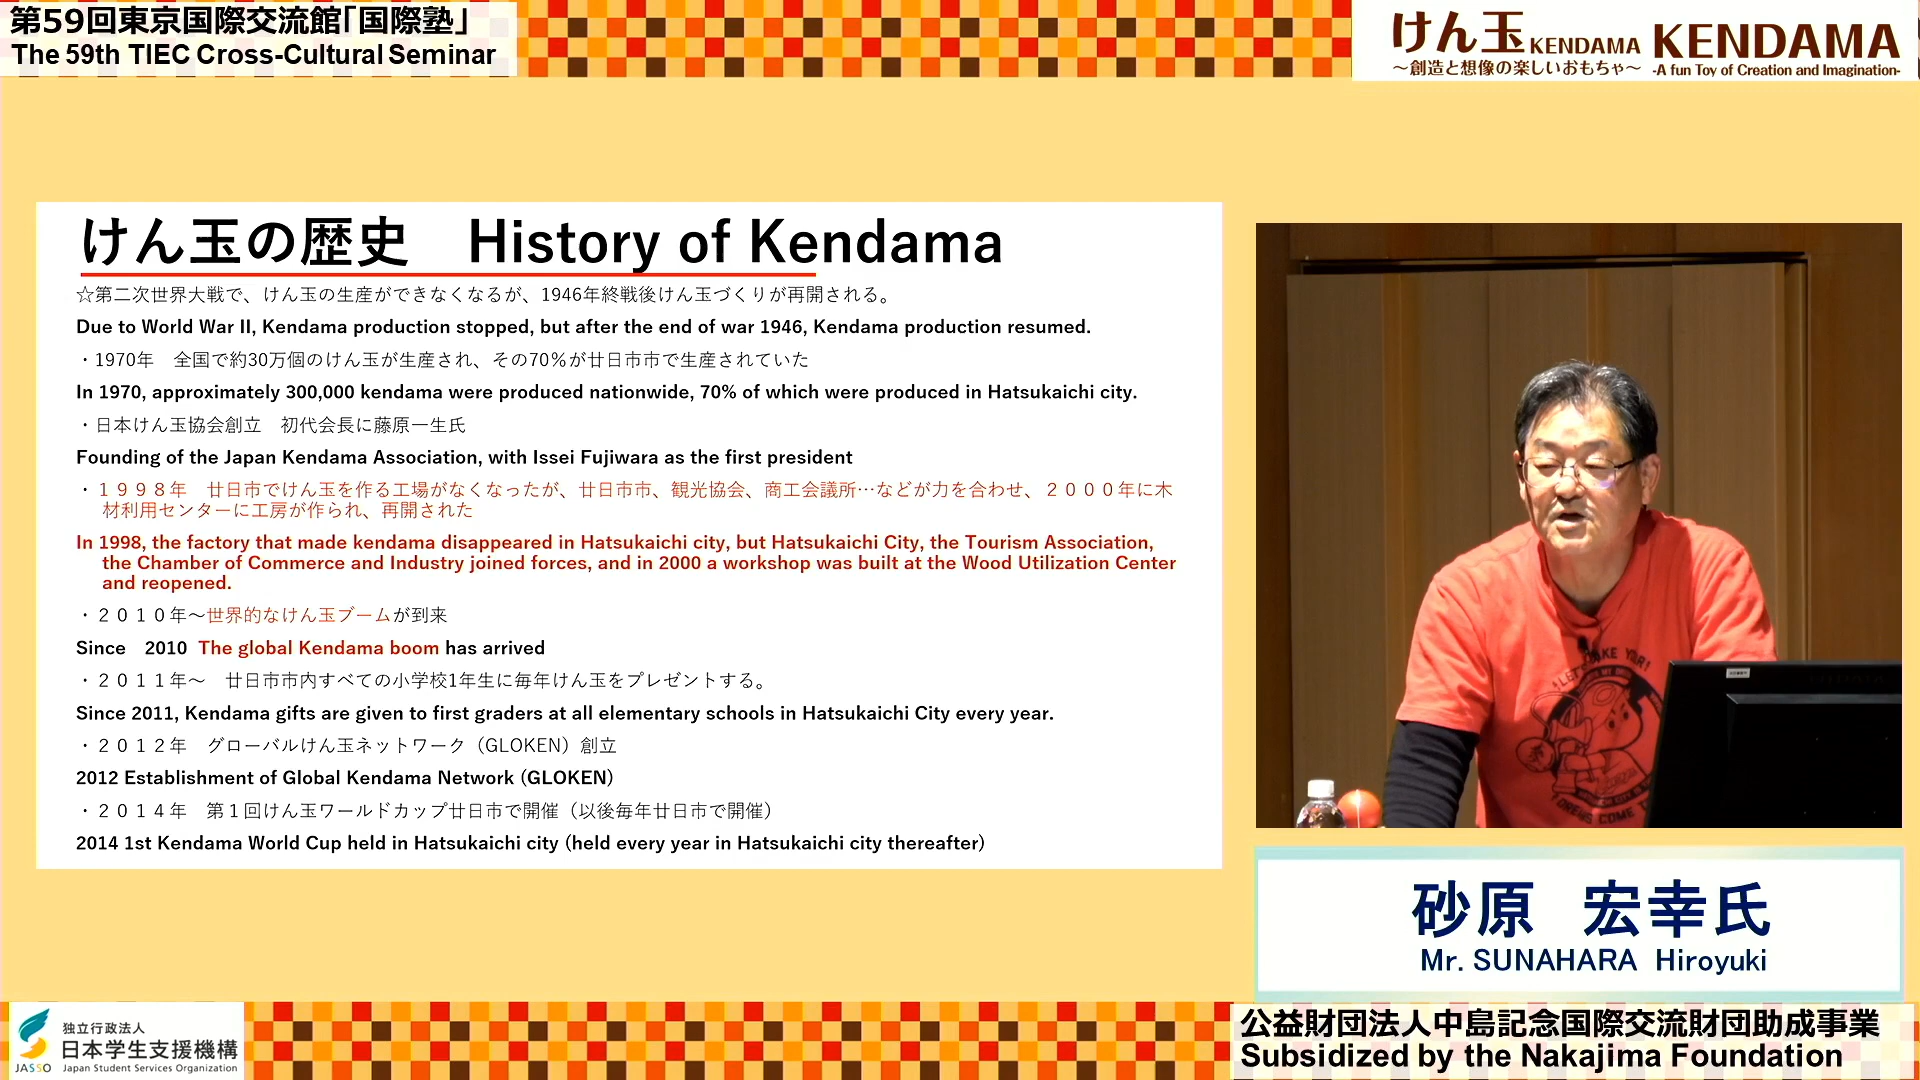 第59回東京国際交流館「国際塾」
The 59th TIEC Cross-Cultural Seminar
けん玉 KENDAMA
～創造と想像の楽しいおもちゃ～
KENDAMA
-A fun Toy of Creation and Imagination-
けん玉の歴史　History of Kendama
☆第二次世界大戦で、けん玉の生産ができなくなるが、1946年終戦後けん玉づくりが再開される。
Due to World War II, Kendama production stopped, but after the end of war 1946, Kendama production resumed.
・1970年　全国で約30万個のけん玉が生産され、その70％が廿日市市で生産されていた
In 1970, approximately 300,000 kendama were produced nationwide, 70% of which were produced in Hatsukaichi city.
・日本けん玉協会創立　初代会長に藤原一生氏
Founding of the Japan Kendama Association, with Issei Fujiwara as the first president
・１９９８年　廿日市でけん玉を作る工場がなくなったが、廿日市市、観光協会、商工会議所…などが力を合わせ、２０００年に木
材利用センターに工房が作られ、再開された
In 1998, the factory that made kendama disappeared in Hatsukaichi city, but Hatsukaichi City, the Tourism Association,
the Chamber of Commerce and Industry joined forces, and in 2000 a workshop was built at the Wood Utilization Center
and reopened.
・２０１０年～世界的なけん玉ブームが到来
Since　2010 The global Kendama boom has arrived
・２０１１年～　廿日市市内すべての小学校1年生に毎年けん玉をプレゼントする。
Since 2011, Kendama gifts are given to first graders at all elementary schools in Hatsukaichi City every year.
・２０１２年　グローバルけん玉ネットワーク（GLOKEN）創立
2012 Establishment of Global Kendama Network (GLOKEN)
・２０１４年　第１回けん玉ワールドカップ廿日市で開催（以後毎年廿日市で開催）
2014 1st Kendama World Cup held in Hatsukaichi city (held every year in Hatsukaichi city thereafter)
砂原　宏幸氏
Mr. SUNAHARA Hiroyuki
JASSO
独立行政法人
日本学生支援機構
Japan Student Services Organization
公益財団法人中島記念国際交流財団助成事業
Subsidized by the Nakajima Foundation